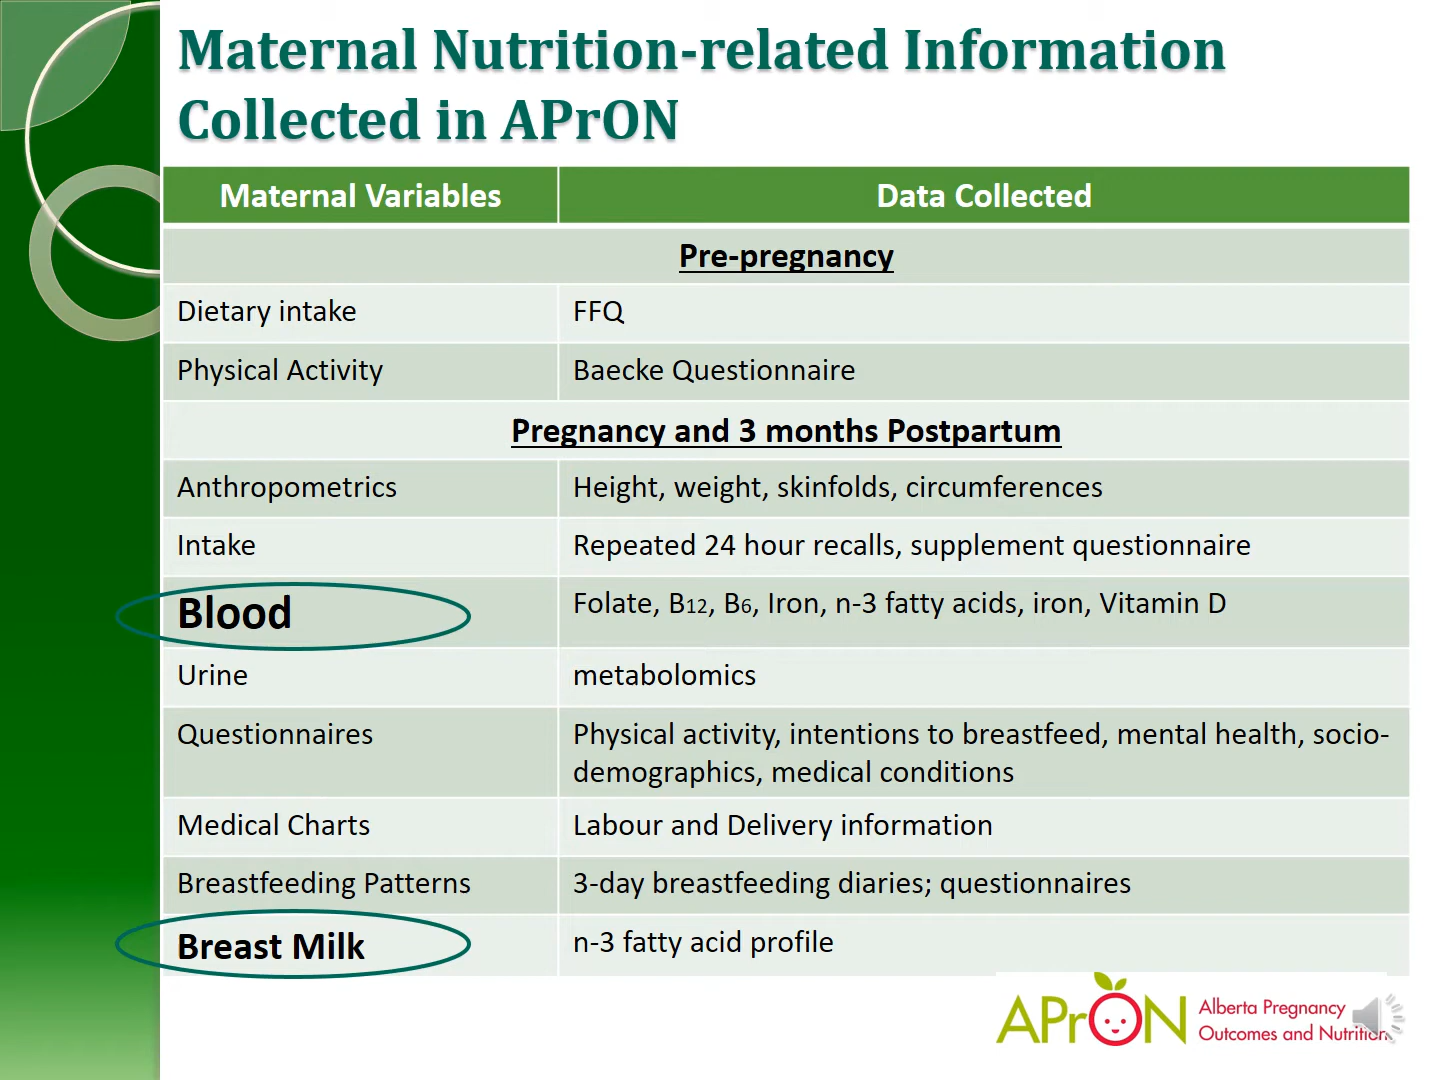 Maternal Nutrition-related Information
Collected in APrON
Maternal Variables Data Collected
Pre-pregnancy
Dietary intake FFQ
Physical Activity Baecke Questionnaire
Pregnancy and 3 months Postpartum
Anthropometrics Height, weight, skinfolds, circumferences
Intake Repeated 24 hour recalls, supplement questionnaire
Blood Folate, B12, B6, Iron, n-3 fatty acids, iron, Vitamin D
Urine metabolomics
Questionnaires Physical activity, intentions to breastfeed, mental health, socio-
demographics, medical conditions
Medical Charts Labour and Delivery information
Breastfeeding Patterns 3-day breastfeeding diaries; questionnaires
Breast Milk n-3 fatty acid profile
APrON Alberta Pregnancy
Outcomes and Nutrition